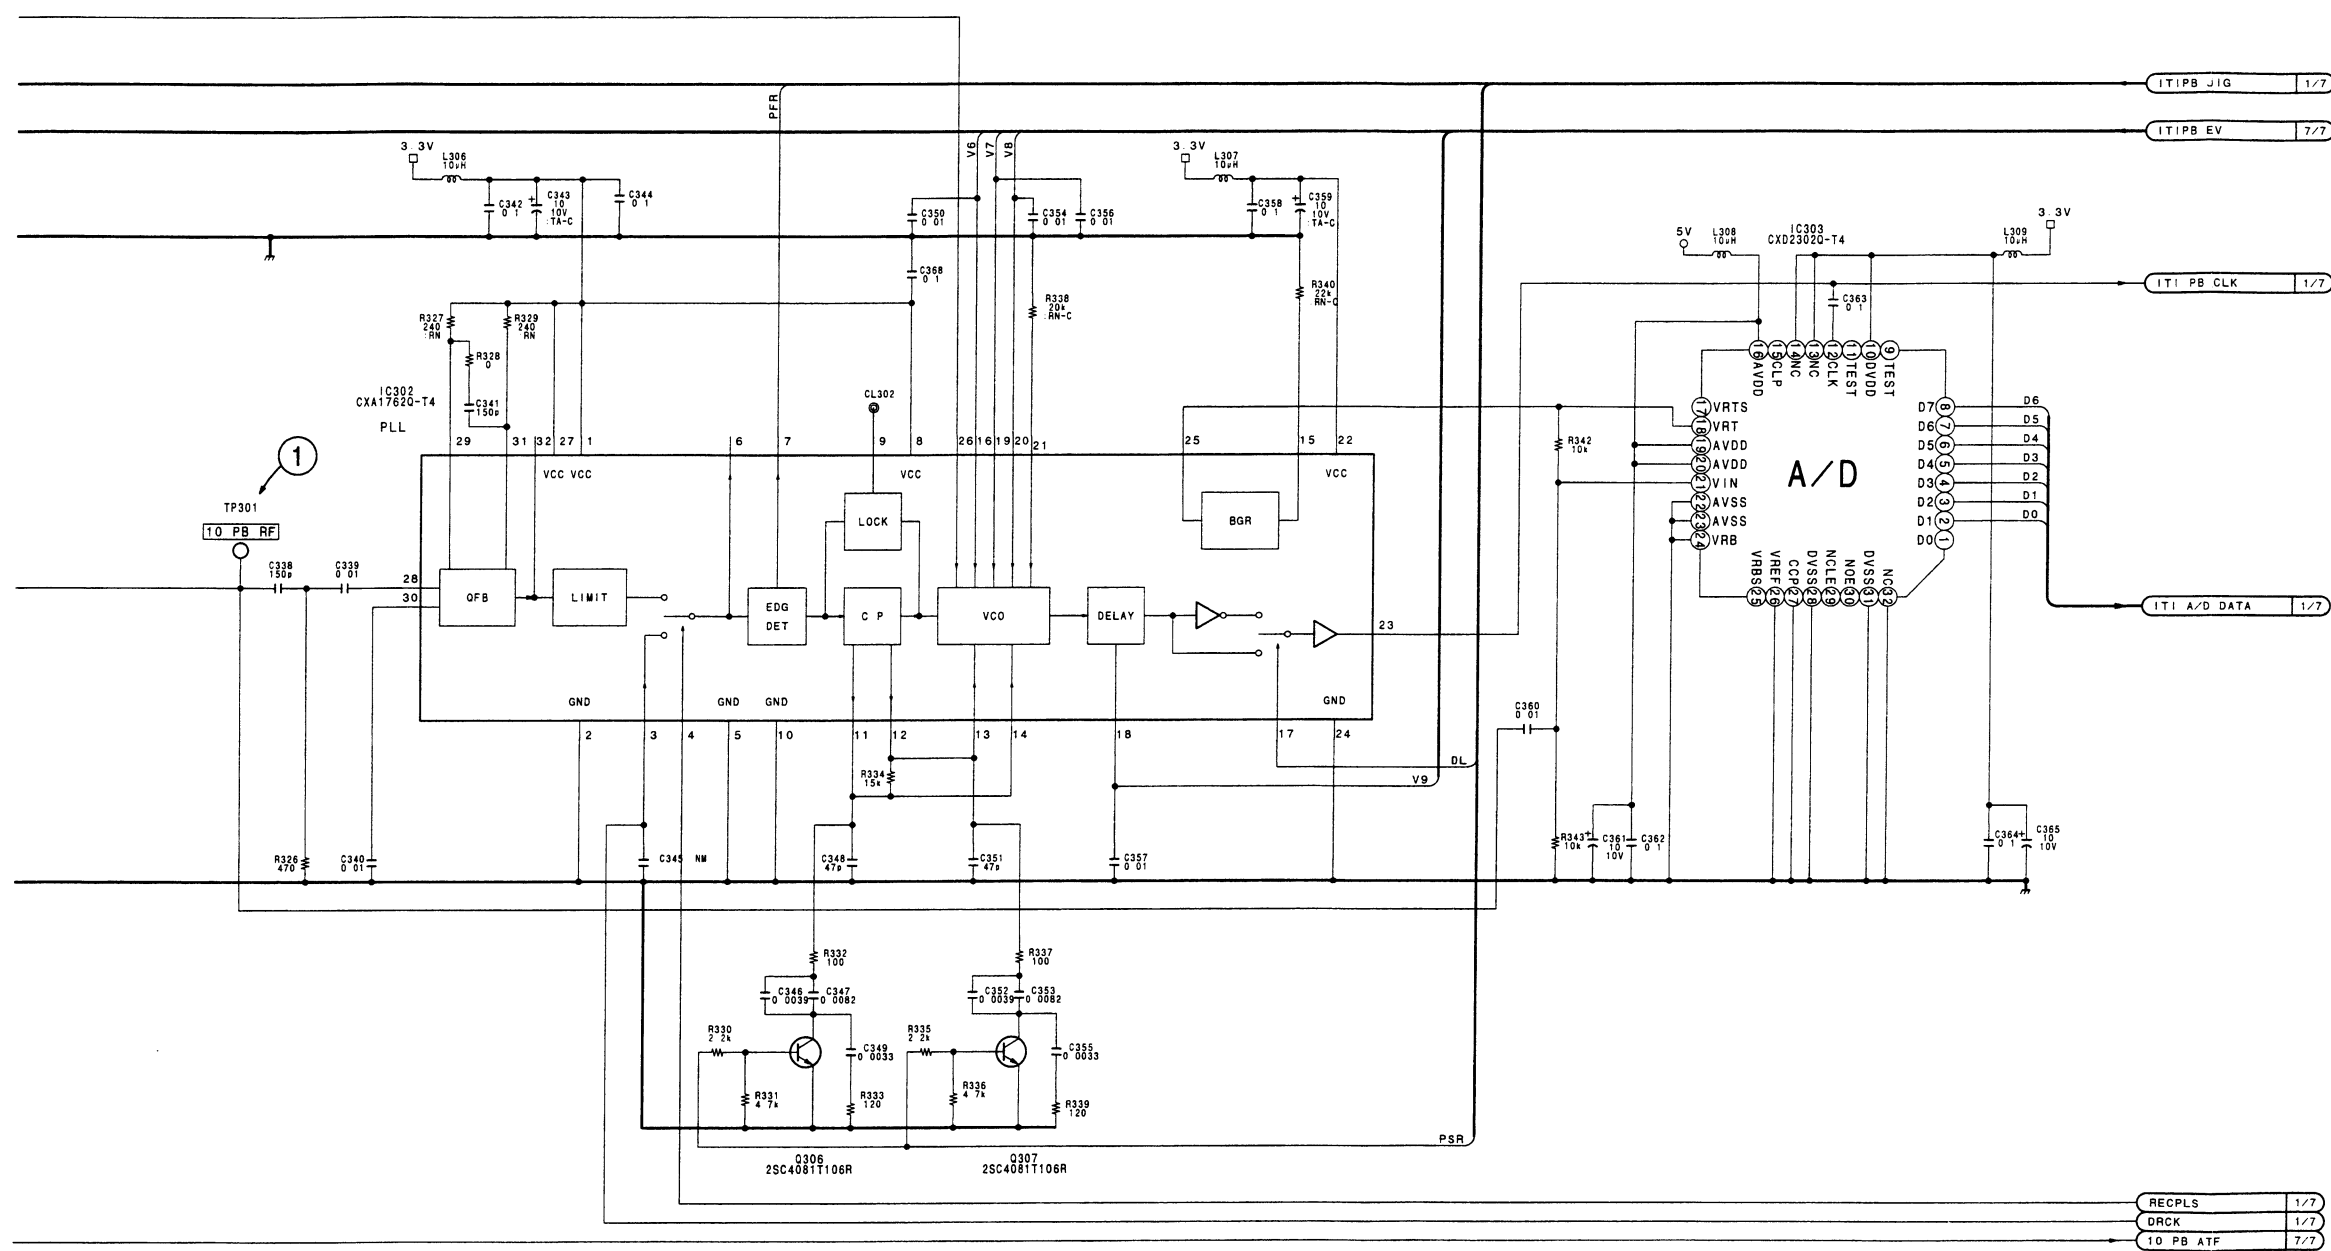 ITIPB JIG 1/7
PFR
ITIPB EV 7/7
3.3V
L306
10µH
C342
0.1
C343
10
10V
:TA-C
C344
0.1
V6
V7
V8
C350
0.01
C354
0.01
C356
0.01
3.3V
L307
10µH
C358
0.1
C359
10
10V
:TA-C
C368
0.1
R338
20k
:RN-C
R340
22k
:RN-C
5V
L308
10µH
IC303
CXD2302Q-T4
L309
10µH
3.3V
ITI PB CLK 1/7
C363
0.1
R327
240
:RN
R329
240
RN
R328
0
C341
150p
IC302
CXA1762Q-T4
PLL
CL302
29 31 32 27 1 6 7 9 8 26 16 19 20 21 25 15 22
VCC VCC VCC VCC
1
TP301
10 PB RF
C338
150p
C339
0.01
28
30
QFB
LIMIT
EDG
DET
LOCK
C P
VCO
DELAY
BGR
23
GND GND GND GND
2 3 4 5 10 11 12 13 14 18 17 24
R342
10k
16 AVDD
15 CLP
14 NC
13 NC
12 CLK
11 TEST
10 DVDD
9 TEST
17 VRTS
18 VRT
19 AVDD
20 AVDD
21 VIN
22 AVSS
23 AVSS
24 VRB
A/D
D7 8 D6
D6 7 D5
D5 6 D4
D4 5 D3
D3 4 D2
D2 3 D1
D1 2 D0
D0 1
VRBS 25
VREF 26
CCP 27
DVSS 28
NCLE 29
NOE 30
DVSS 31
NC 32
ITI A/D DATA 1/7
C360
0.01
R334
15k
DL
V9
R326
470
C340
0.01
C345 NM
C348
47p
C351
47p
C357
0.01
R343
10k
C361
10
10V
C362
0.1
C364
0.1
C365
10
10V
R332
100
R337
100
C346
0.0039
C347
0.0082
C352
0.0039
C353
0.0082
R330
2.2k
R335
2.2k
C349
0.0033
C355
0.0033
R331
4.7k
R333
120
R336
4.7k
R339
120
PSR
Q306
2SC4081T106R
Q307
2SC4081T106R
RECPLS 1/7
DRCK 1/7
10 PB ATF 7/7